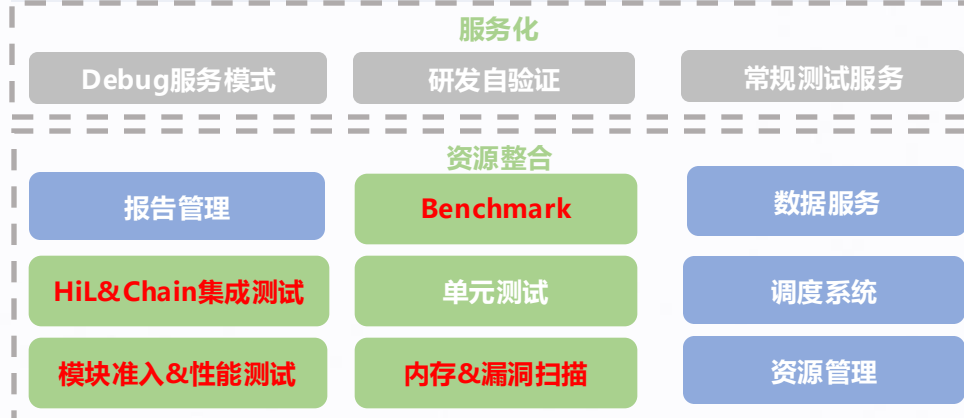 服务化
Debug服务模式
研发自验证
常规测试服务
资源整合
报告管理
Benchmark
数据服务
HiL&Chain集成测试
单元测试
调度系统
模块准入&性能测试
内存&漏洞扫描
资源管理